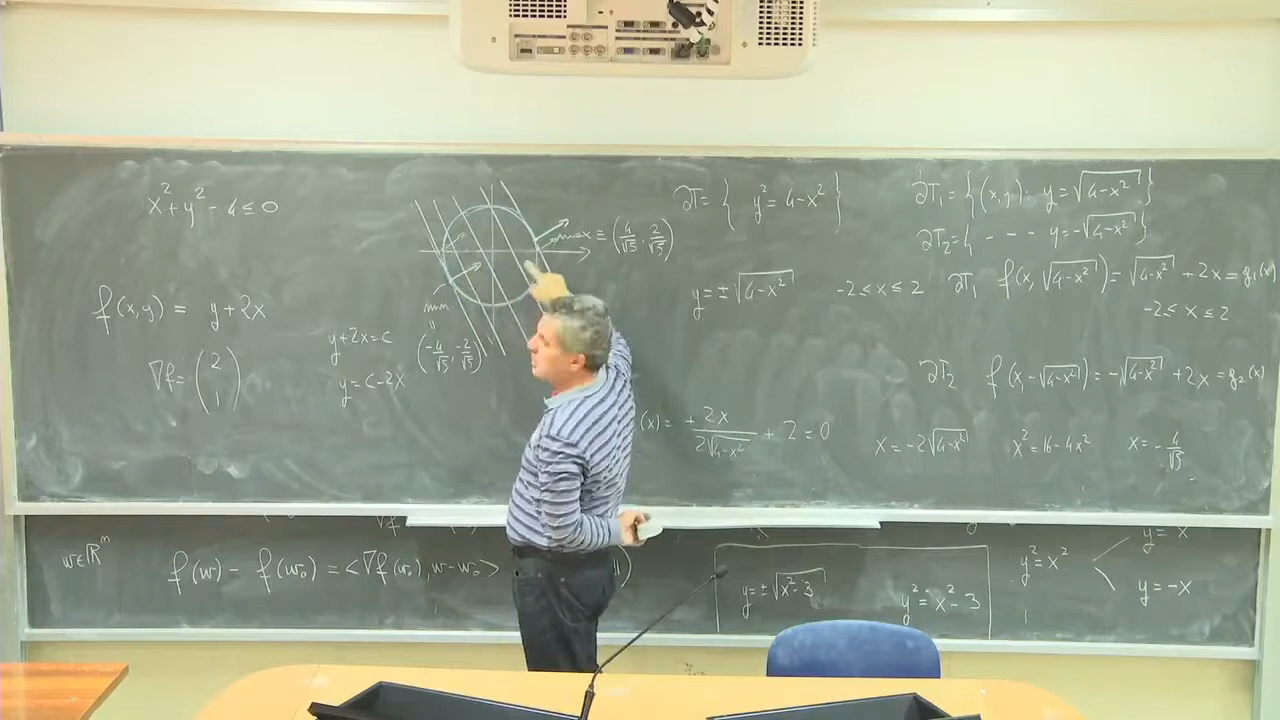 x² + y² - 4 ≤ 0
f(x,y) = y + 2x
∇f = (2 1)
y + 2x = c
y = c - 2x
max ≡ (4/√5, 2/√5)
min
=
(-4/√5, -2/√5)
∂T = { y² = 4 - x² }
y = ±√(4-x²)   -2 ≤ x ≤ 2
∂T₁ = {(x,y): y = √(4-x²)}
∂T₂ = { - - - y = -√(4-x²)}
∂T₁   f(x, √(4-x²)) = √(4-x²) + 2x = g₁(x)
-2 ≤ x ≤ 2
∂T₂   f(x, -√(4-x²)) = -√(4-x²) + 2x = g₂(x)
(x) = + 2x / 2√(4-x²) + 2 = 0   x = -2√(4-x²)   x² = 16 - 4x²   x = -4/√5
w ∈ ℝᵐ   f(w) - f(w₀) = <∇f(w₀), w - w₀>
y = ±√(x²-3)   y² = x² - 3
y² = x²
y = x
y = -x